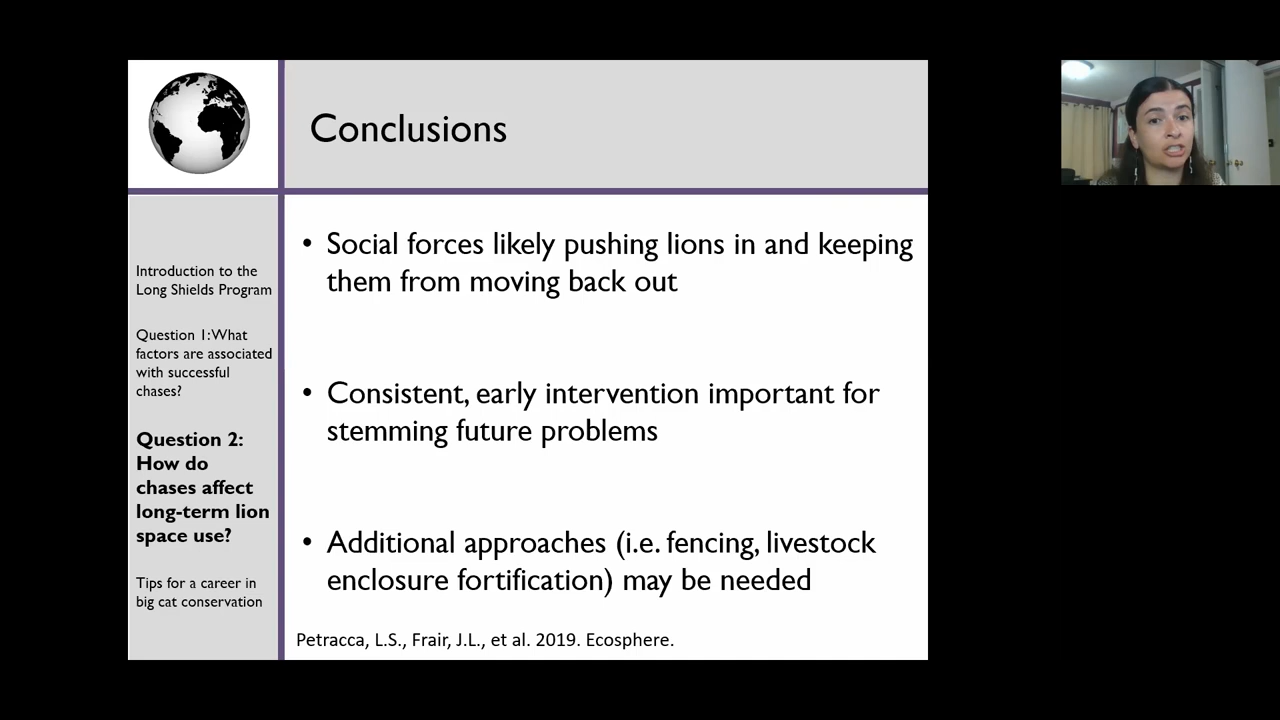 Conclusions
Introduction to the
Long Shields Program
Question 1:What
factors are associated
with successful
chases?
Question 2:
How do
chases affect
long-term lion
space use?
Tips for a career in
big cat conservation
• Social forces likely pushing lions in and keeping
them from moving back out
• Consistent, early intervention important for
stemming future problems
• Additional approaches (i.e. fencing, livestock
enclosure fortification) may be needed
Petracca, L.S., Frair, J.L., et al. 2019. Ecosphere.